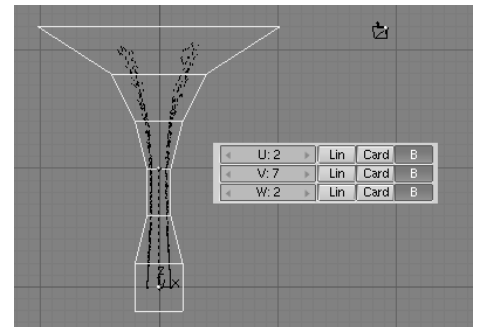 U: 2 Lin Card B
V: 7 Lin Card B
W: 2 Lin Card B
Z
X